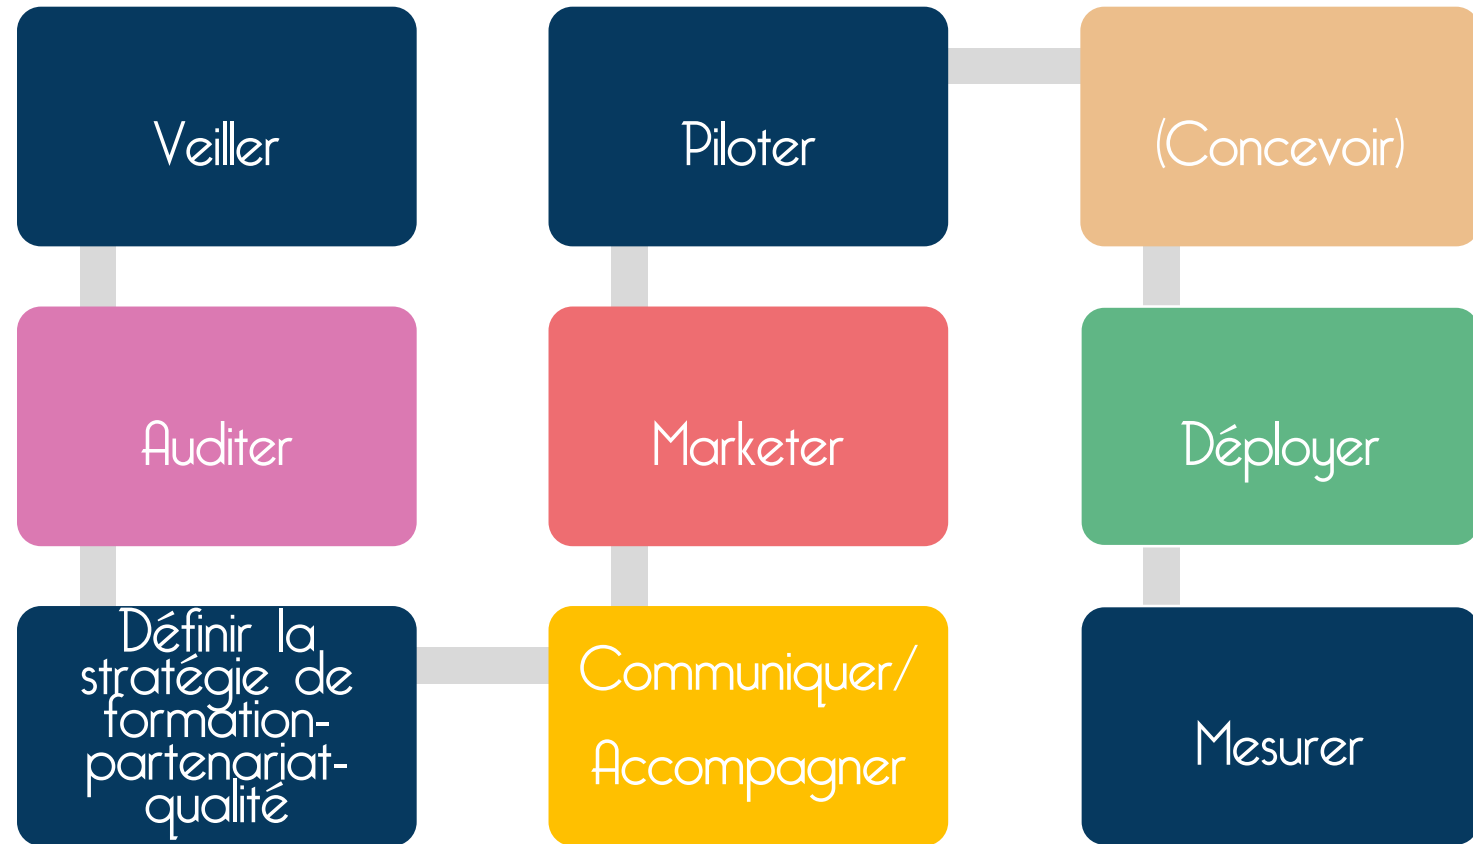 Veiller
Piloter
(Concevoir)
Auditer
Marketer
Déployer
Définir la
stratégie de
formation-
partenariat-
qualité
Communiquer/
Accompagner
Mesurer